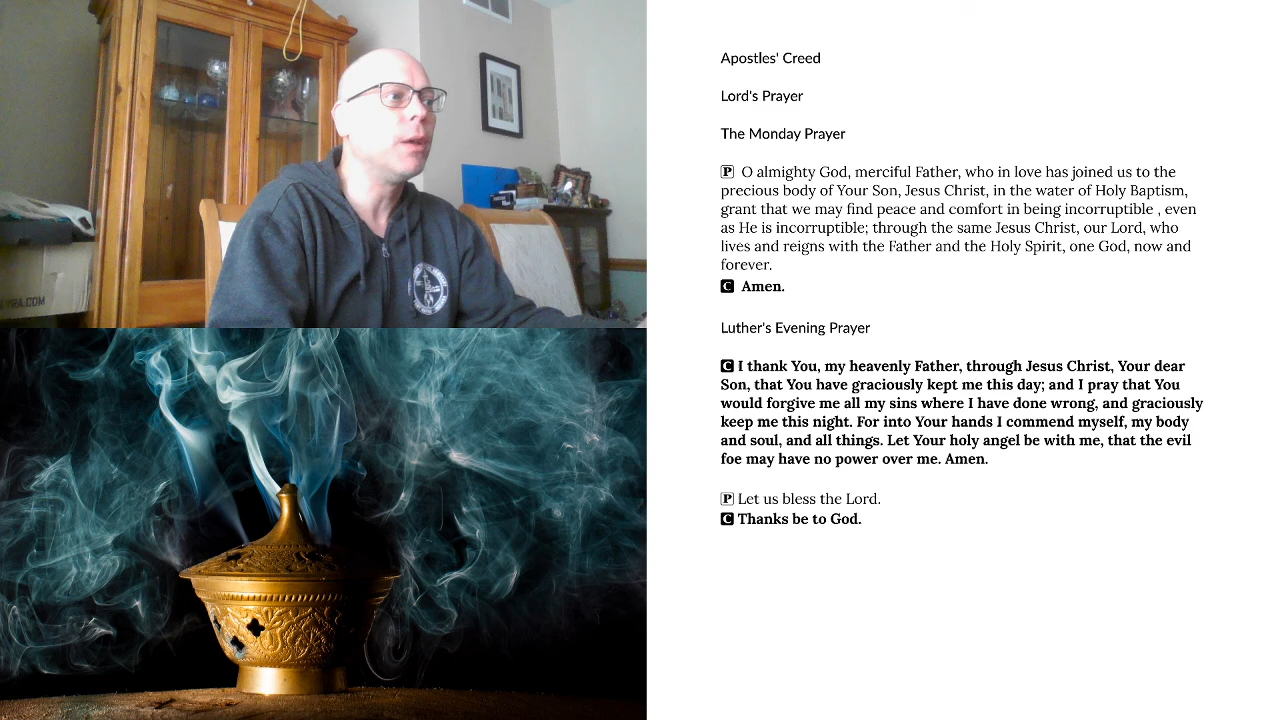 YRA.COM
Apostles' Creed
Lord's Prayer
The Monday Prayer
P O almighty God, merciful Father, who in love has joined us to the
precious body of Your Son, Jesus Christ, in the water of Holy Baptism,
grant that we may find peace and comfort in being incorruptible , even
as He is incorruptible; through the same Jesus Christ, our Lord, who
lives and reigns with the Father and the Holy Spirit, one God, now and
forever.
C Amen.
Luther's Evening Prayer
C I thank You, my heavenly Father, through Jesus Christ, Your dear
Son, that You have graciously kept me this day; and I pray that You
would forgive me all my sins where I have done wrong, and graciously
keep me this night. For into Your hands I commend myself, my body
and soul, and all things. Let Your holy angel be with me, that the evil
foe may have no power over me. Amen.
P Let us bless the Lord.
C Thanks be to God.